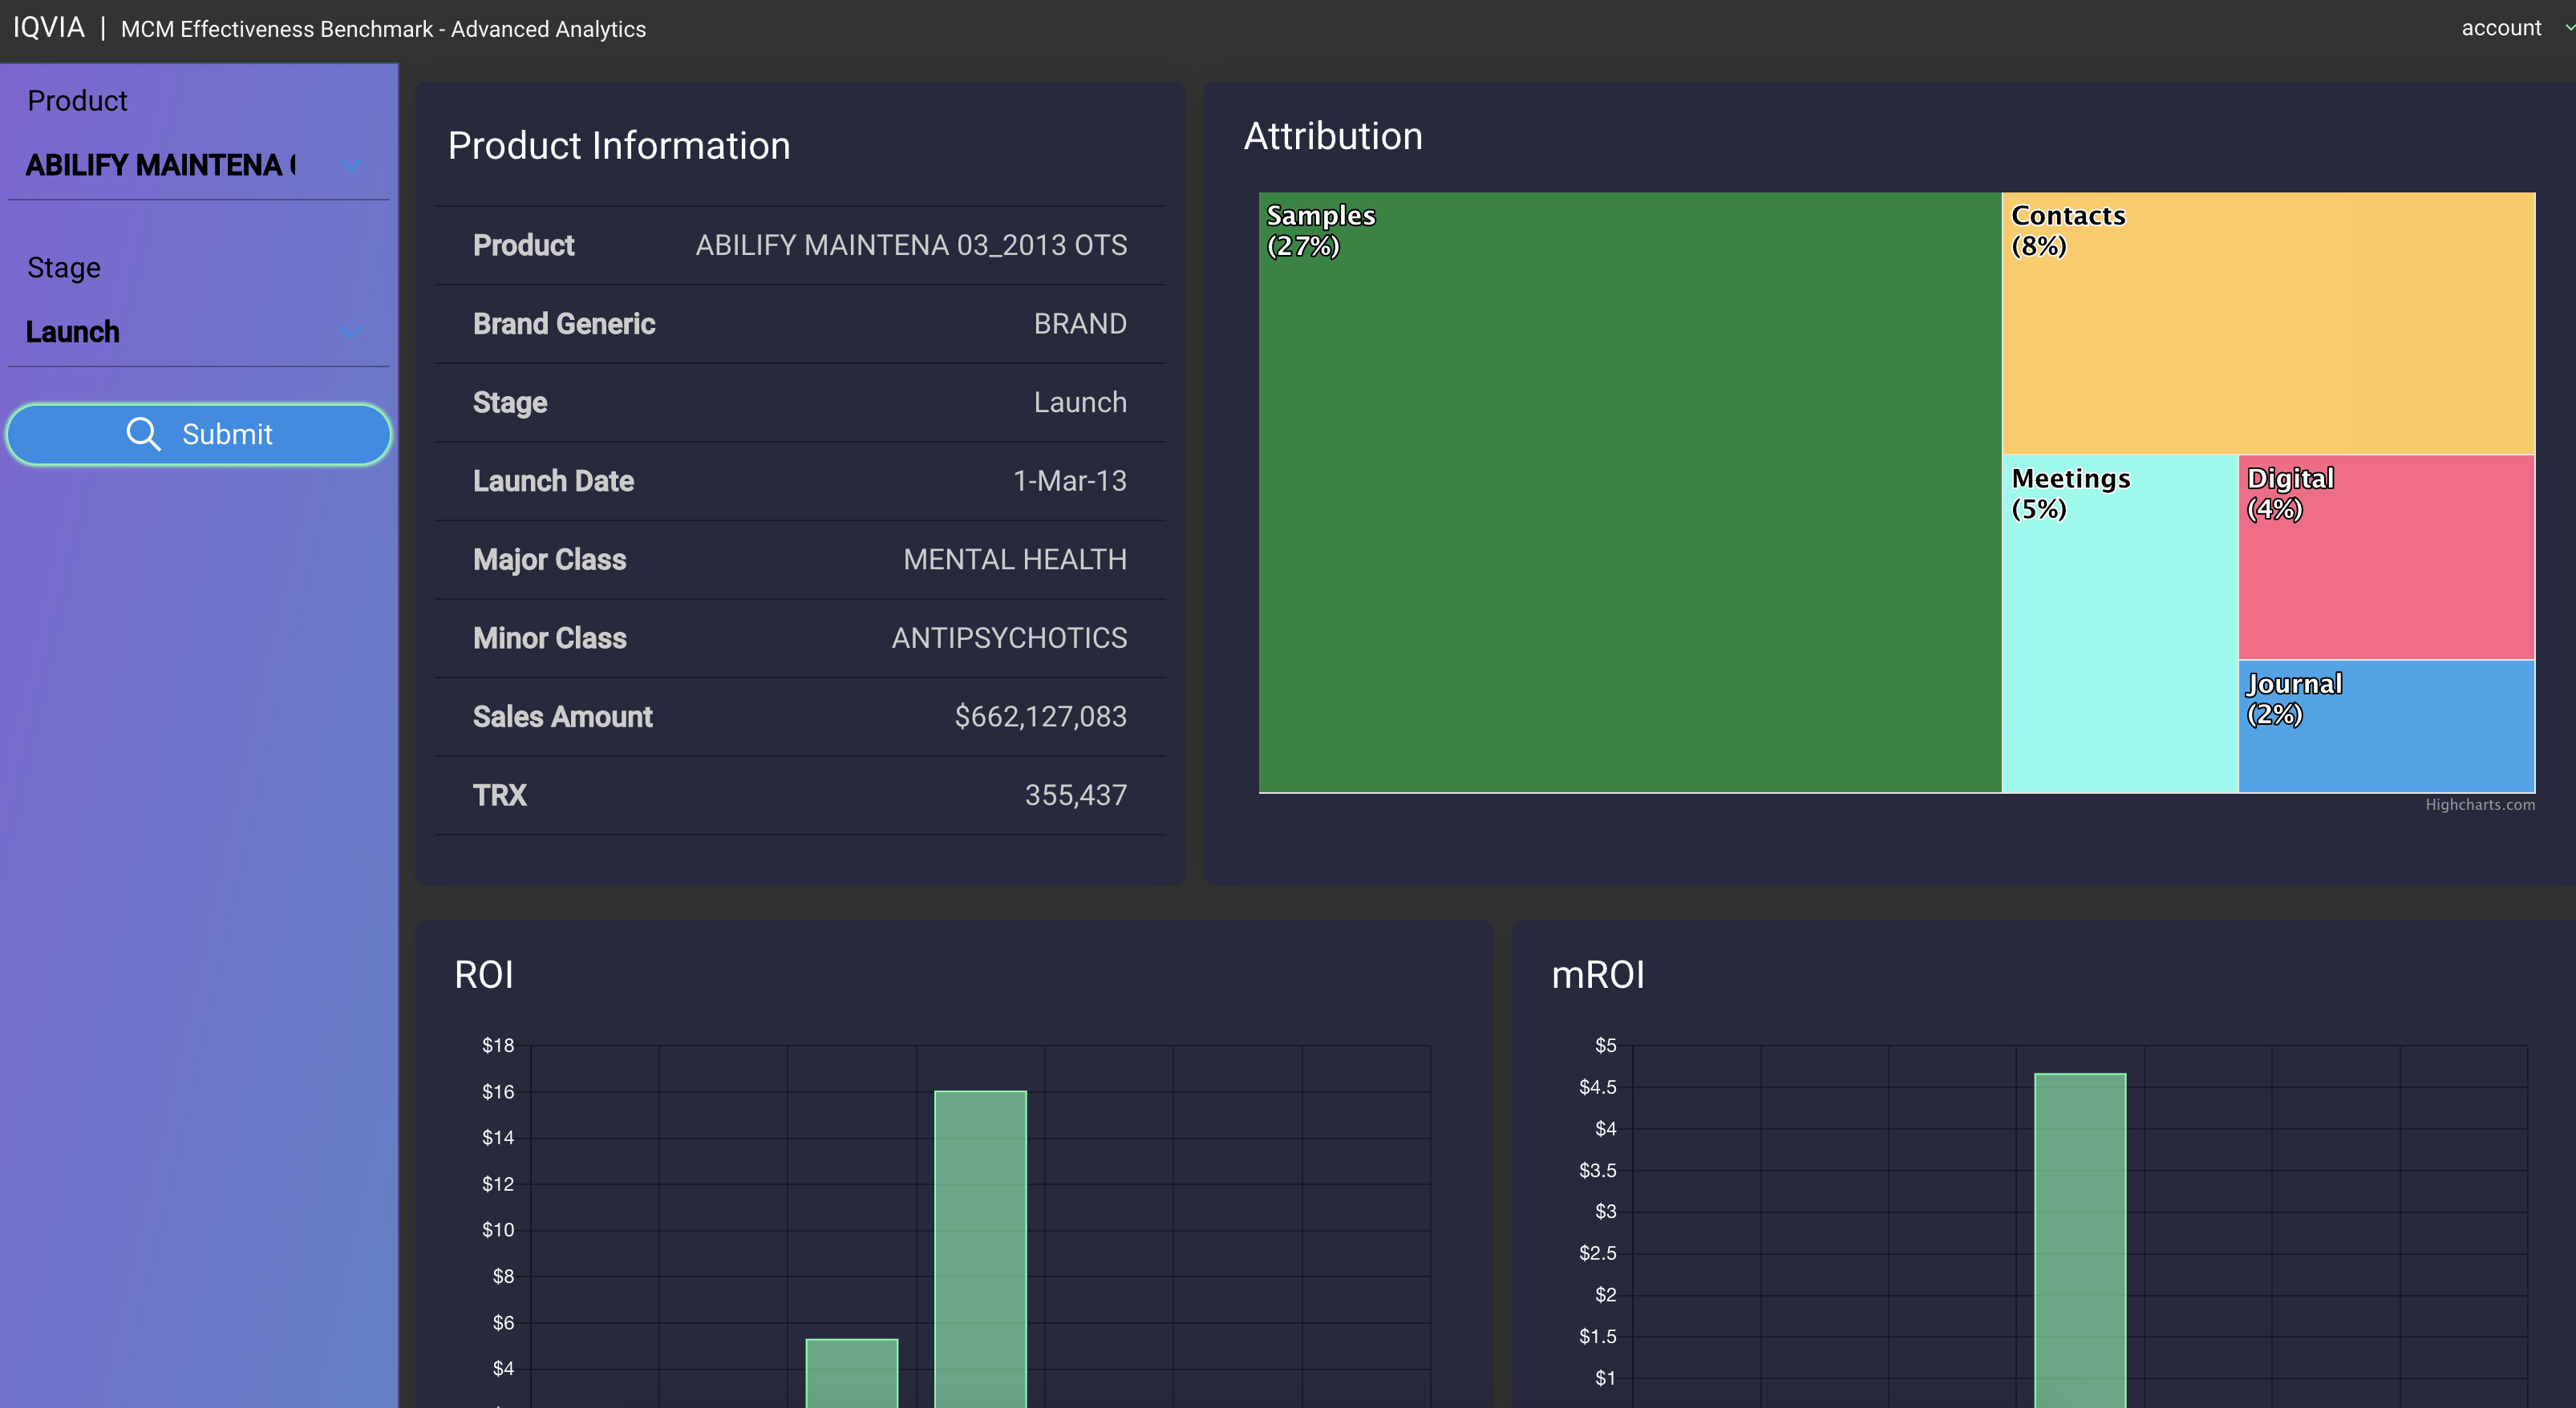 IQVIA | MCM Effectiveness Benchmark - Advanced Analytics
account
Product
ABILIFY MAINTENA
Stage
Launch
Submit
Product Information
Product ABILIFY MAINTENA 03_2013 OTS
Brand Generic BRAND
Stage Launch
Launch Date 1-Mar-13
Major Class MENTAL HEALTH
Minor Class ANTIPSYCHOTICS
Sales Amount $662,127,083
TRX 355,437
Attribution
Samples
(27%)
Contacts
(8%)
Meetings
(5%)
Digital
(4%)
Journal
(2%)
Highcharts.com
ROI
$18
$16
$14
$12
$10
$8
$6
$4
mROI
$5
$4.5
$4
$3.5
$3
$2.5
$2
$1.5
$1